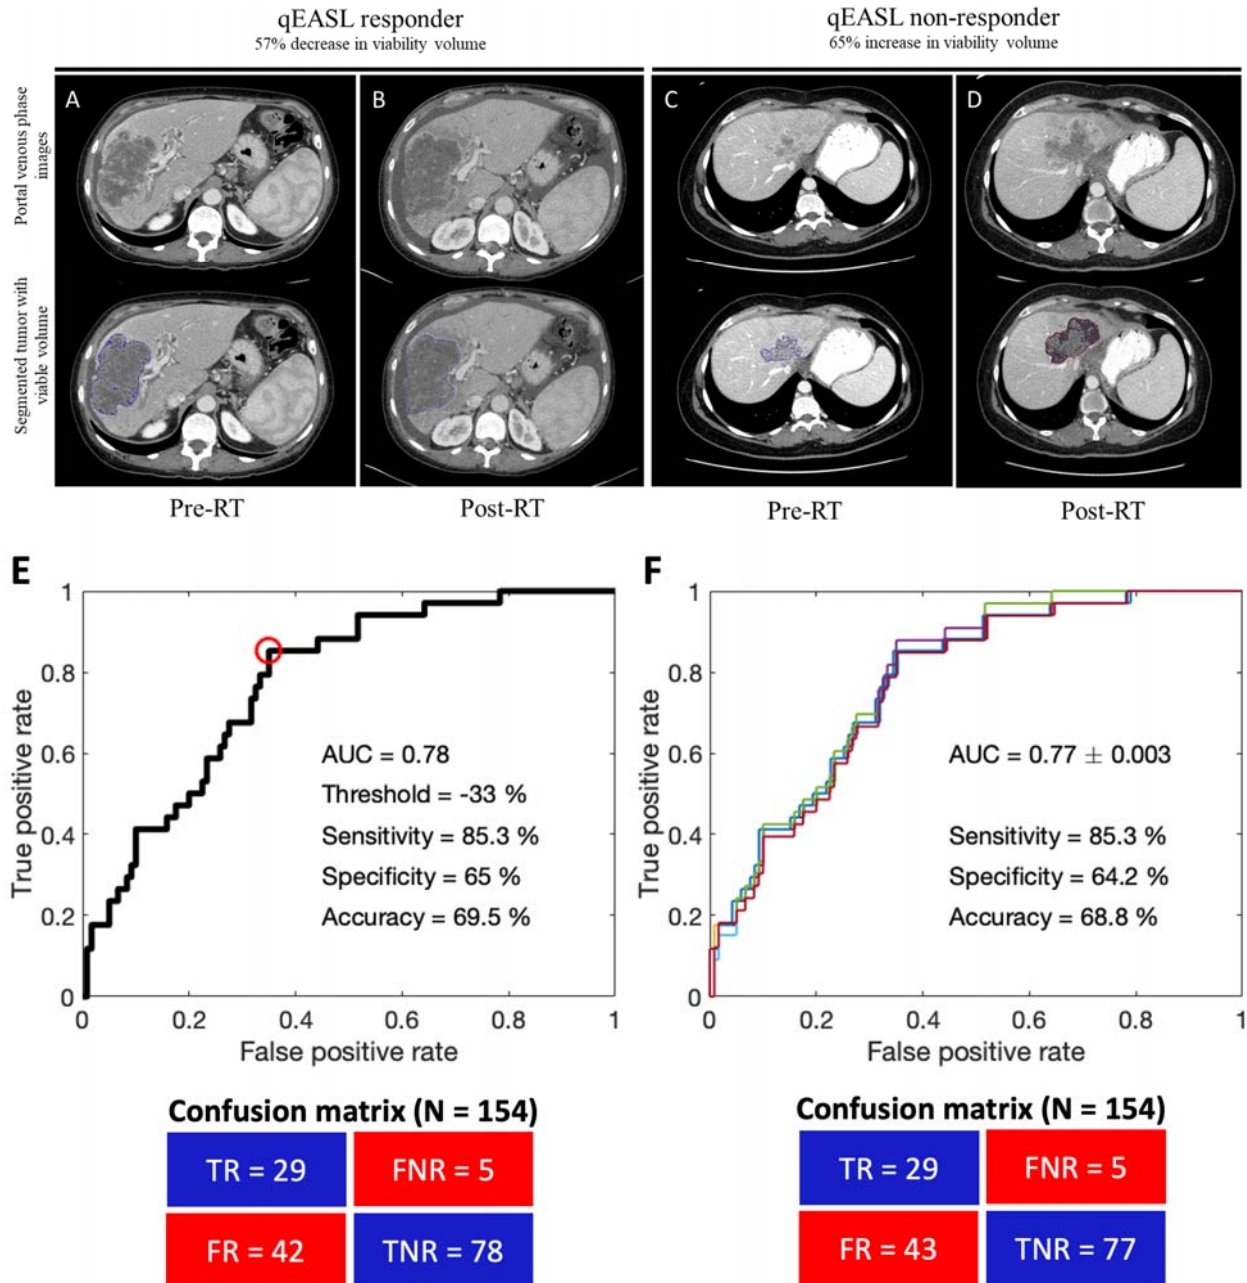 qEASL responder
57% decrease in viability volume
qEASL non-responder
65% increase in viability volume
Portal venous phase
images
A
B
C
D
Segmented tumor with
viable volume
Pre-RT
Post-RT
Pre-RT
Post-RT
E
1
0.8
0.6
0.4
0.2
0
True positive rate
AUC = 0.78
Threshold = -33 %
Sensitivity = 85.3 %
Specificity = 65 %
Accuracy = 69.5 %
0
0.2
0.4
0.6
0.8
1
False positive rate
F
1
0.8
0.6
0.4
0.2
0
True positive rate
AUC = 0.77 ± 0.003
Sensitivity = 85.3 %
Specificity = 64.2 %
Accuracy = 68.8 %
0
0.2
0.4
0.6
0.8
1
False positive rate
Confusion matrix (N = 154)
TR = 29
FNR = 5
FR = 42
TNR = 78
Confusion matrix (N = 154)
TR = 29
FNR = 5
FR = 43
TNR = 77